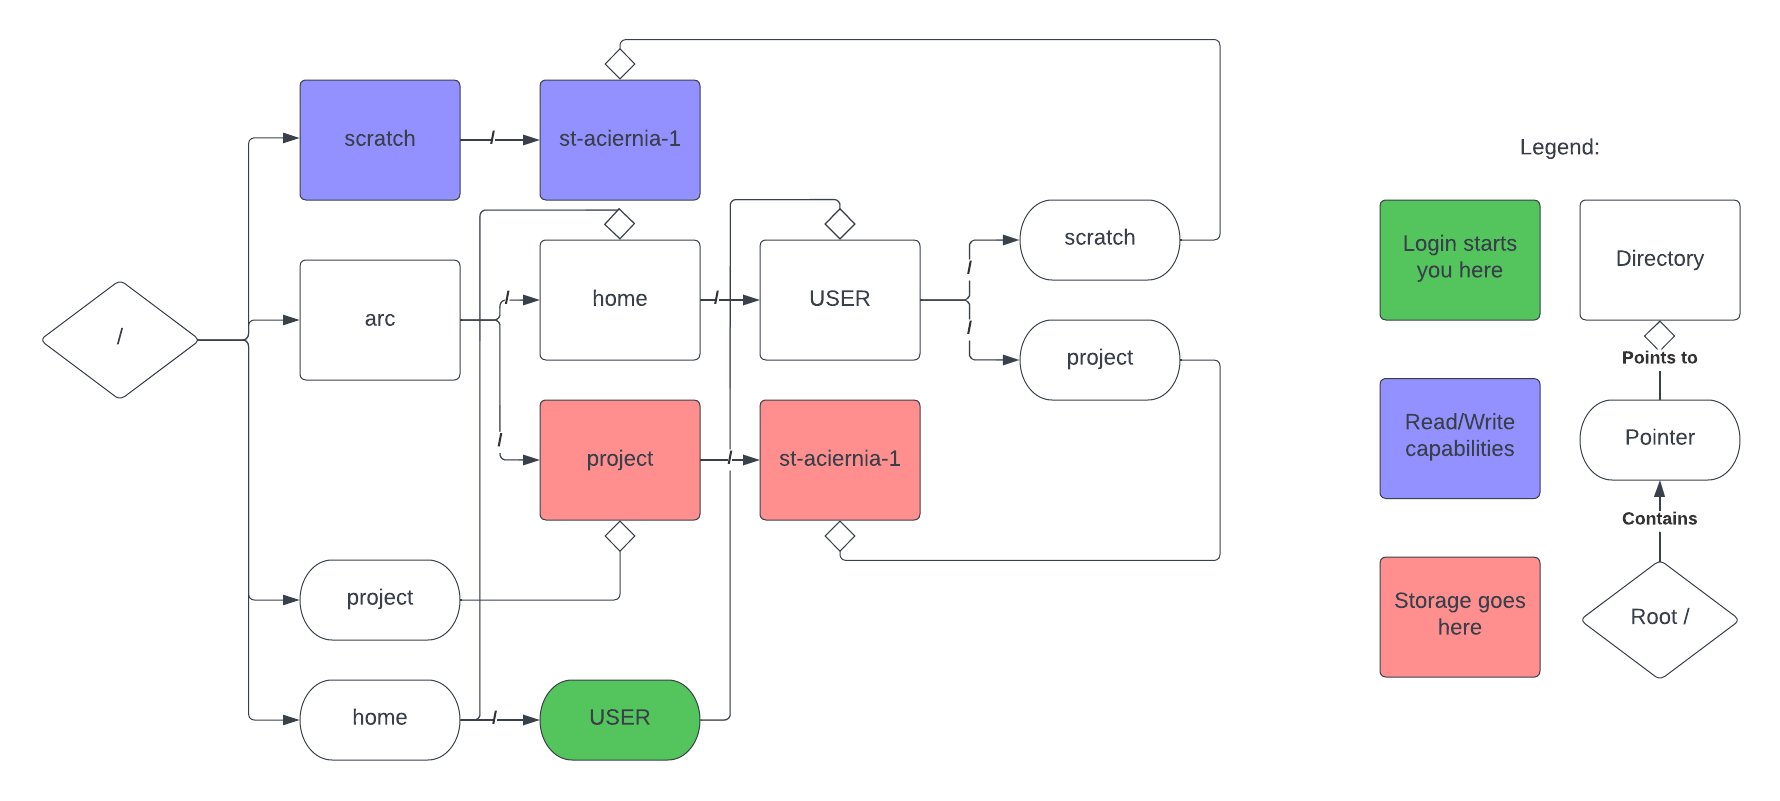 /
scratch
/
st-aciernia-1
arc
/
home
/
USER
/
scratch
/
project
/
project
/
st-aciernia-1
project
home
/
USER
Legend:
Login starts
you here
Directory
Points to
Read/Write
capabilities
Pointer
Contains
Storage goes
here
Root /